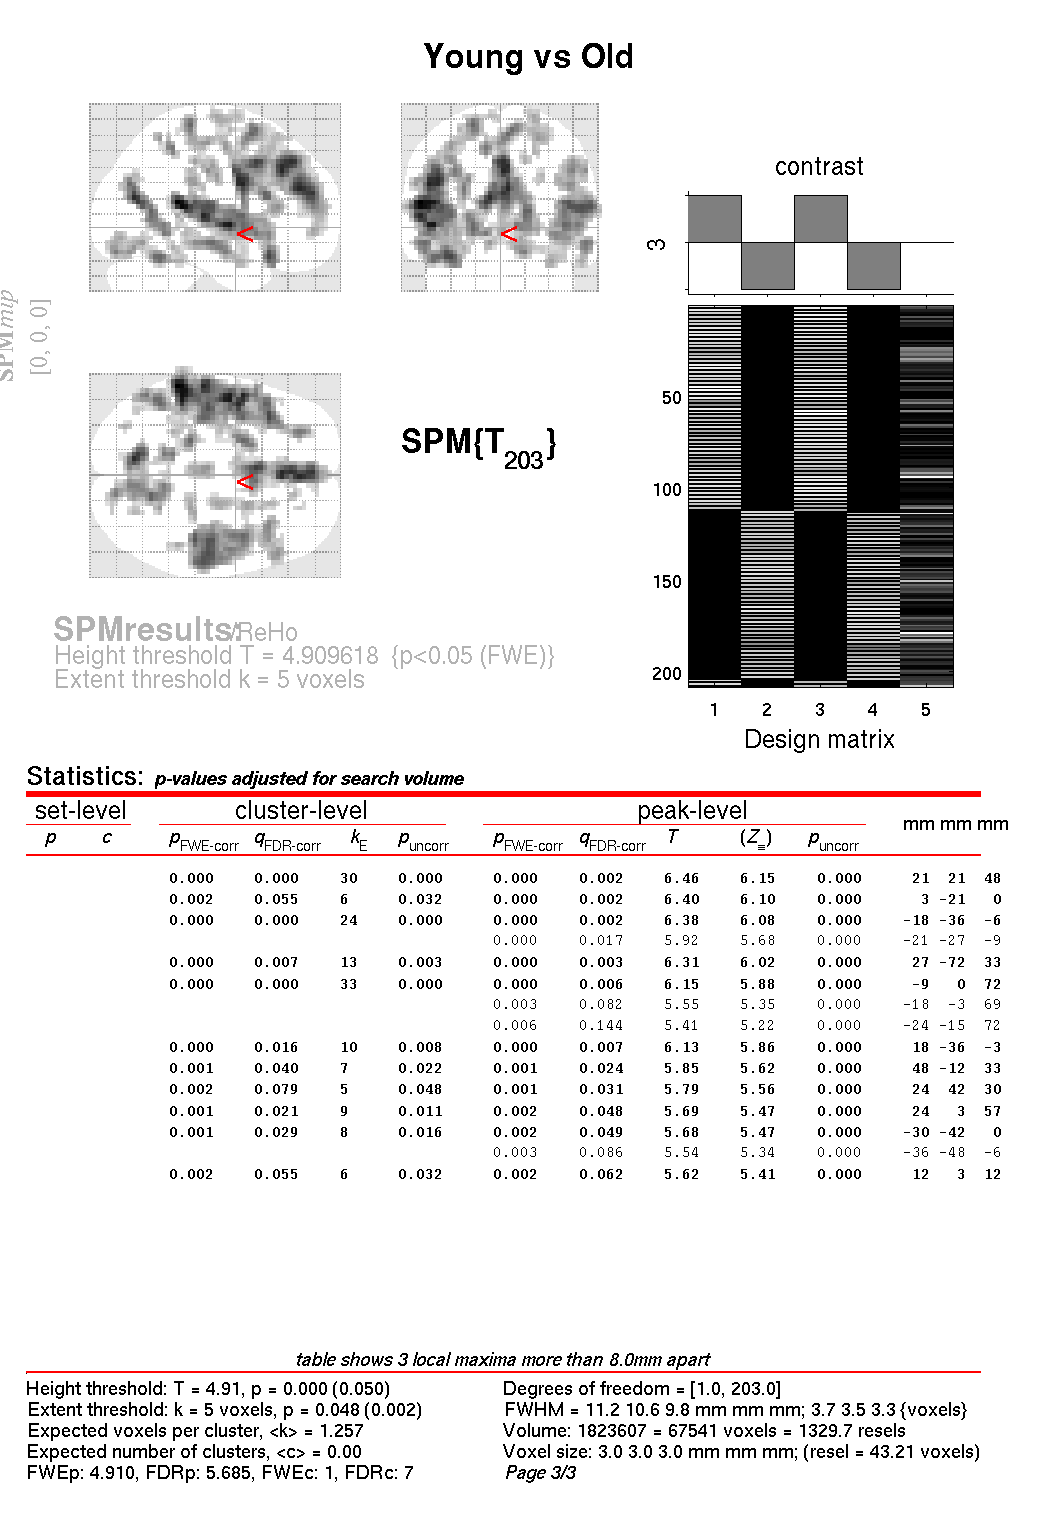 Young vs Old
contrast
3
SPMmip
[0, 0, 0]
<
<
<
SPM{T203}
50
100
150
200
1 2 3 4 5
Design matrix
SPMresults: ./ReHo
Height threshold T = 4.909618 {p<0.05 (FWE)}
Extent threshold k = 5 voxels
Statistics: p-values adjusted for search volume
set-level cluster-level peak-level
mm mm mm
p c pFWE-corr qFDR-corr kE puncorr pFWE-corr qFDR-corr T (Z≡) puncorr
0.000 0.000 30 0.000 0.000 0.002 6.46 6.15 0.000 21 21 48
0.002 0.055 6 0.032 0.000 0.002 6.40 6.10 0.000 3 -21 0
0.000 0.000 24 0.000 0.000 0.002 6.38 6.08 0.000 -18 -36 -6
0.000 0.017 5.92 5.68 0.000 -21 -27 -9
0.000 0.007 13 0.003 0.000 0.003 6.31 6.02 0.000 27 -72 33
0.000 0.000 33 0.000 0.000 0.006 6.15 5.88 0.000 -9 0 72
0.003 0.082 5.55 5.35 0.000 -18 -3 69
0.006 0.144 5.41 5.22 0.000 -24 -15 72
0.000 0.016 10 0.008 0.000 0.007 6.13 5.86 0.000 18 -36 -3
0.001 0.040 7 0.022 0.001 0.024 5.85 5.62 0.000 48 -12 33
0.002 0.079 5 0.048 0.001 0.031 5.79 5.56 0.000 24 42 30
0.001 0.021 9 0.011 0.002 0.048 5.69 5.47 0.000 24 3 57
0.001 0.029 8 0.016 0.002 0.049 5.68 5.47 0.000 -30 -42 0
0.003 0.086 5.54 5.34 0.000 -36 -48 -6
0.002 0.055 6 0.032 0.002 0.062 5.62 5.41 0.000 12 3 12
table shows 3 local maxima more than 8.0mm apart
Height threshold: T = 4.91, p = 0.000 (0.050)
Extent threshold: k = 5 voxels, p = 0.048 (0.002)
Expected voxels per cluster, <k> = 1.257
Expected number of clusters, <c> = 0.00
FWEp: 4.910, FDRp: 5.685, FWEc: 1, FDRc: 7
Degrees of freedom = [1.0, 203.0]
FWHM = 11.2 10.6 9.8 mm mm mm; 3.7 3.5 3.3 {voxels}
Volume: 1823607 = 67541 voxels = 1329.7 resels
Voxel size: 3.0 3.0 3.0 mm mm mm; (resel = 43.21 voxels)
Page 3/3